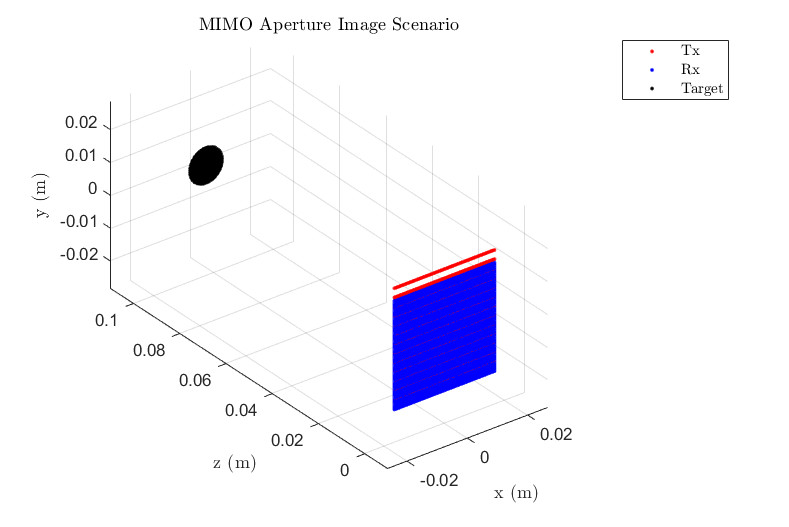 MIMO Aperture Image Scenario
Tx
Rx
Target
0.02
0.01
0
-0.01
-0.02
y (m)
0.1
0.08
0.06
0.04
0.02
0
z (m)
-0.02
0
0.02
x (m)